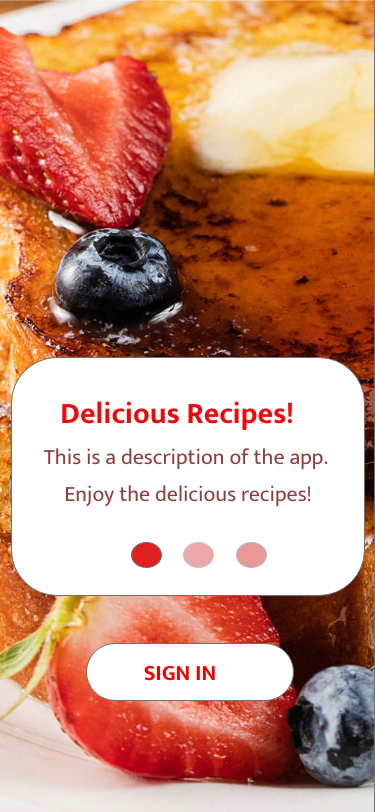 Delicious Recipes!
This is a description of the app.
Enjoy the delicious recipes!
SIGN IN